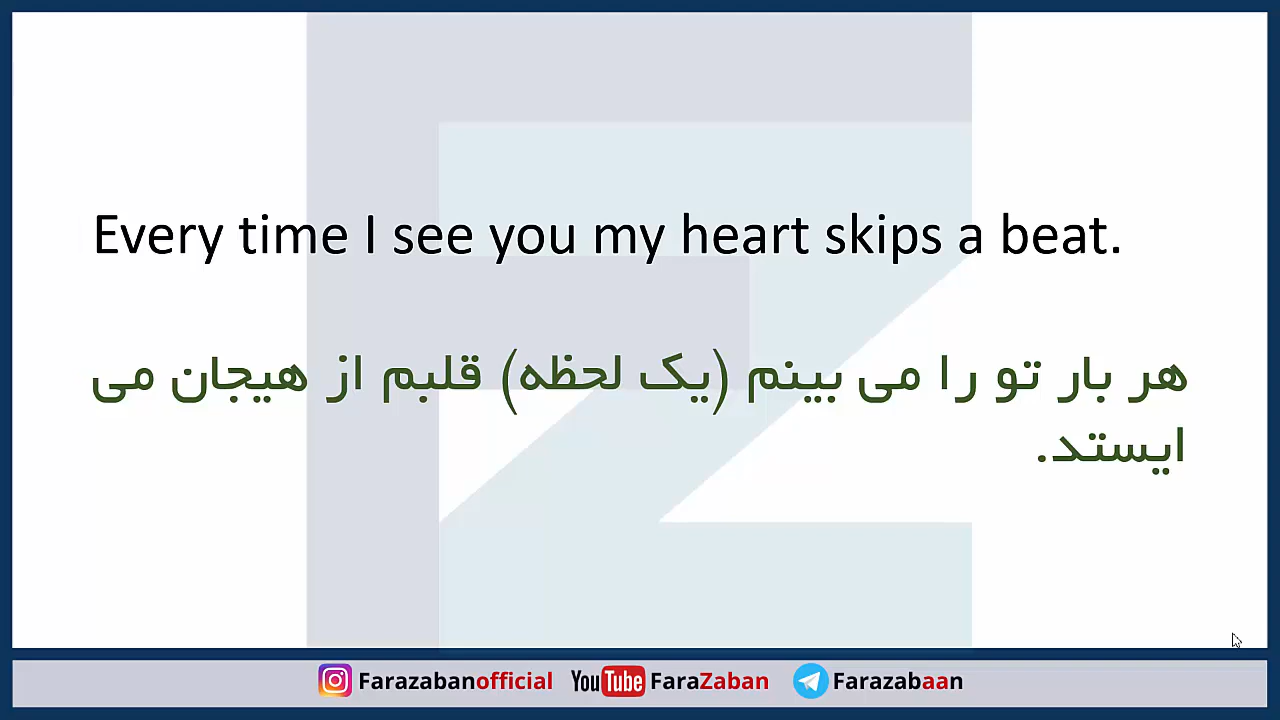 Every time I see you my heart skips a beat.
هر بار تو را می بینم (یک لحظه) قلبم از هیجان می
ایستد.
Farazabanofficial YouTube FaraZaban Farazabaan